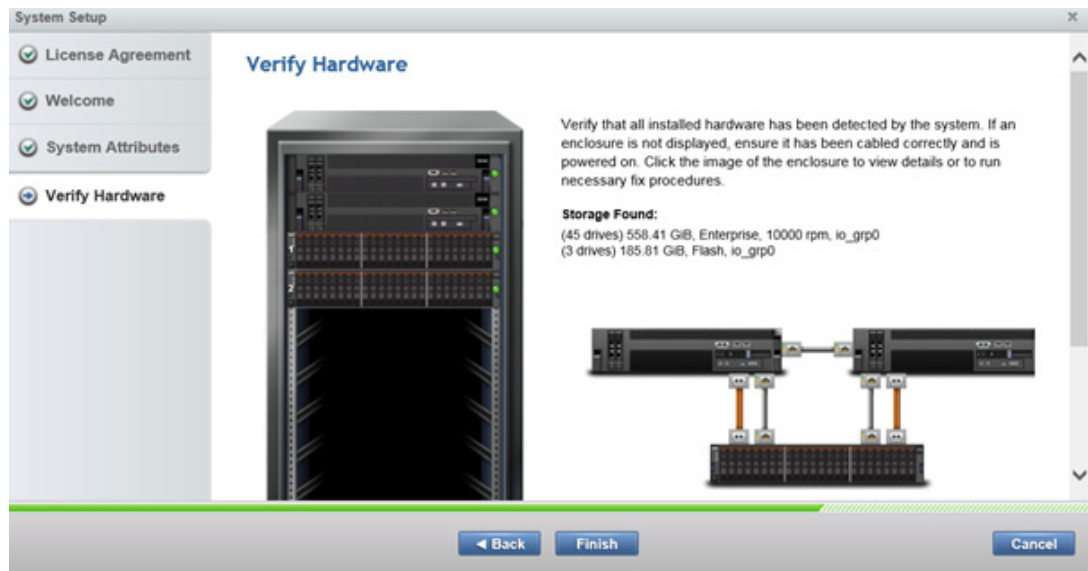 System Setup
License Agreement
Welcome
System Attributes
Verify Hardware
Verify Hardware
Verify that all installed hardware has been detected by the system. If an
enclosure is not displayed, ensure it has been cabled correctly and is
powered on. Click the image of the enclosure to view details or to run
necessary fix procedures.
Storage Found:
(45 drives) 558.41 GiB, Enterprise, 10000 rpm, io_grp0
(3 drives) 185.81 GiB, Flash, io_grp0
1
2
Back
Finish
Cancel